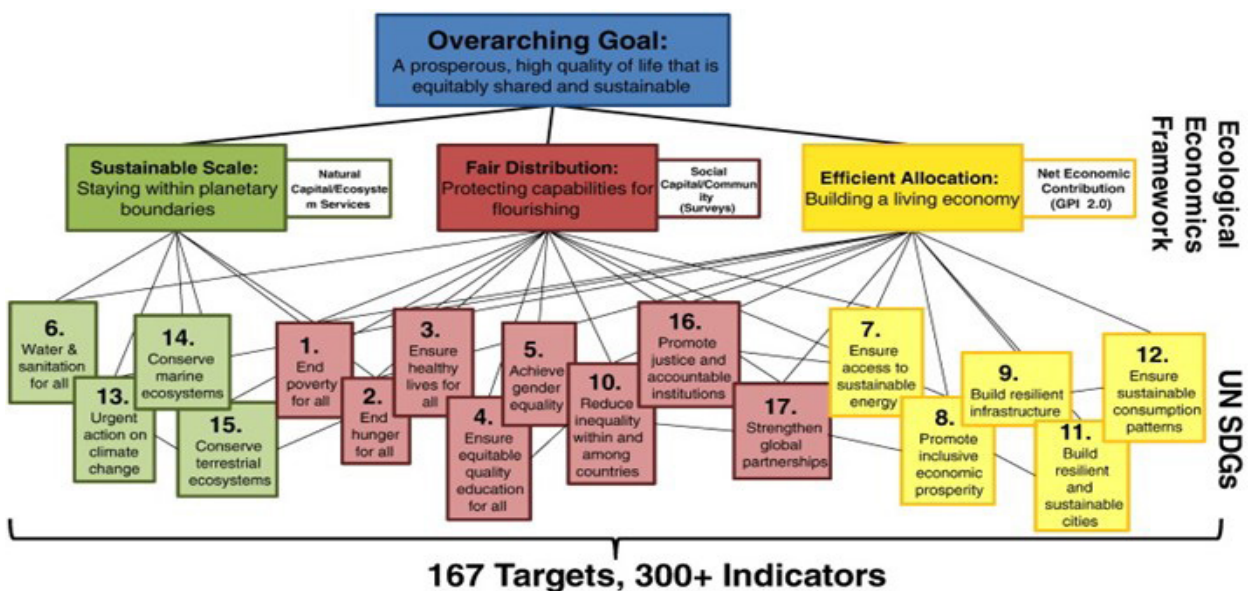 Overarching Goal:
A prosperous, high quality of life that is
equitably shared and sustainable
Sustainable Scale:
Staying within planetary
boundaries
Natural
Capital/Ecosyste
m Services
Fair Distribution:
Protecting capabilities for
flourishing
Social
Capital/Commun
ity
(Surveys)
Efficient Allocation:
Building a living economy
Net Economic
Contribution
(GPI 2.0)
Ecological
Economics
Framework
6.
Water &
sanitation
for all
13.
Urgent
action on
climate
change
14.
Conserve
marine
ecosystems
15.
Conserve
terrestrial
ecosystems
1.
End
poverty
for all
2.
End
hunger
for all
3.
Ensure
healthy
lives for
all
4.
Ensure
equitable
quality
education
for all
5.
Achieve
gender
equality
10.
Reduce
inequality
within and
among
countries
16.
Promote
justice and
accountable
institutions
17.
Strengthen
global
partnerships
7.
Ensure
access to
sustainable
energy
8.
Promote
inclusive
economic
prosperity
9.
Build resilient
infrastructure
11.
Build
resilient
and
sustainable
cities
12.
Ensure
sustainable
consumption
patterns
UN SDGs
167 Targets, 300+ Indicators